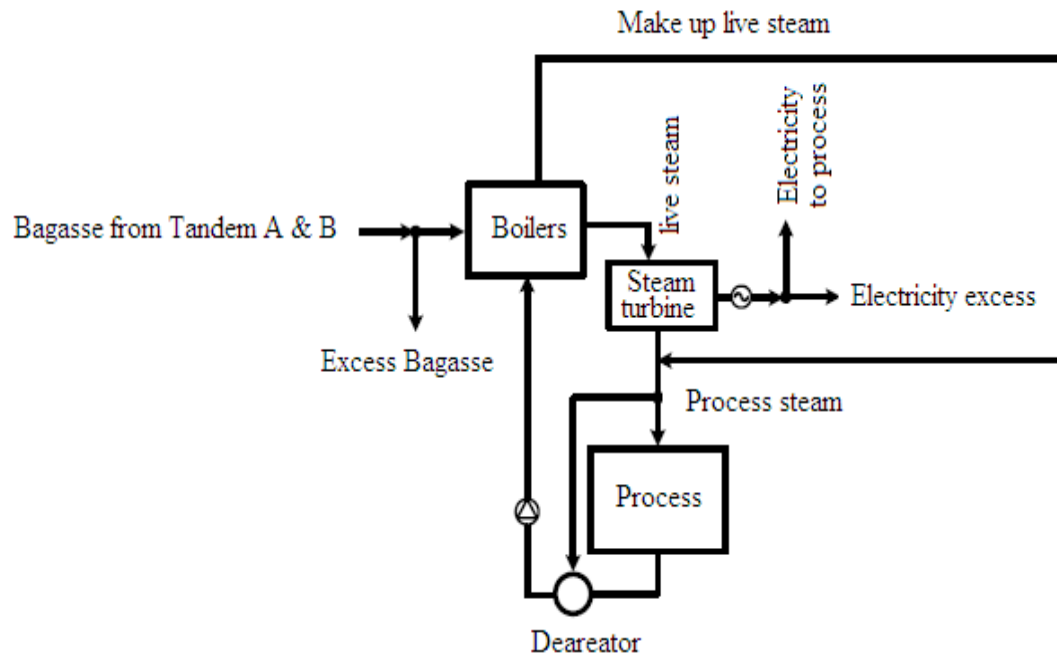 Make up live steam
live steam
Electricity
to process
Bagasse from Tandem A & B
Boilers
Steam
turbine
Electricity excess
Excess Bagasse
Process steam
Process
Deareator